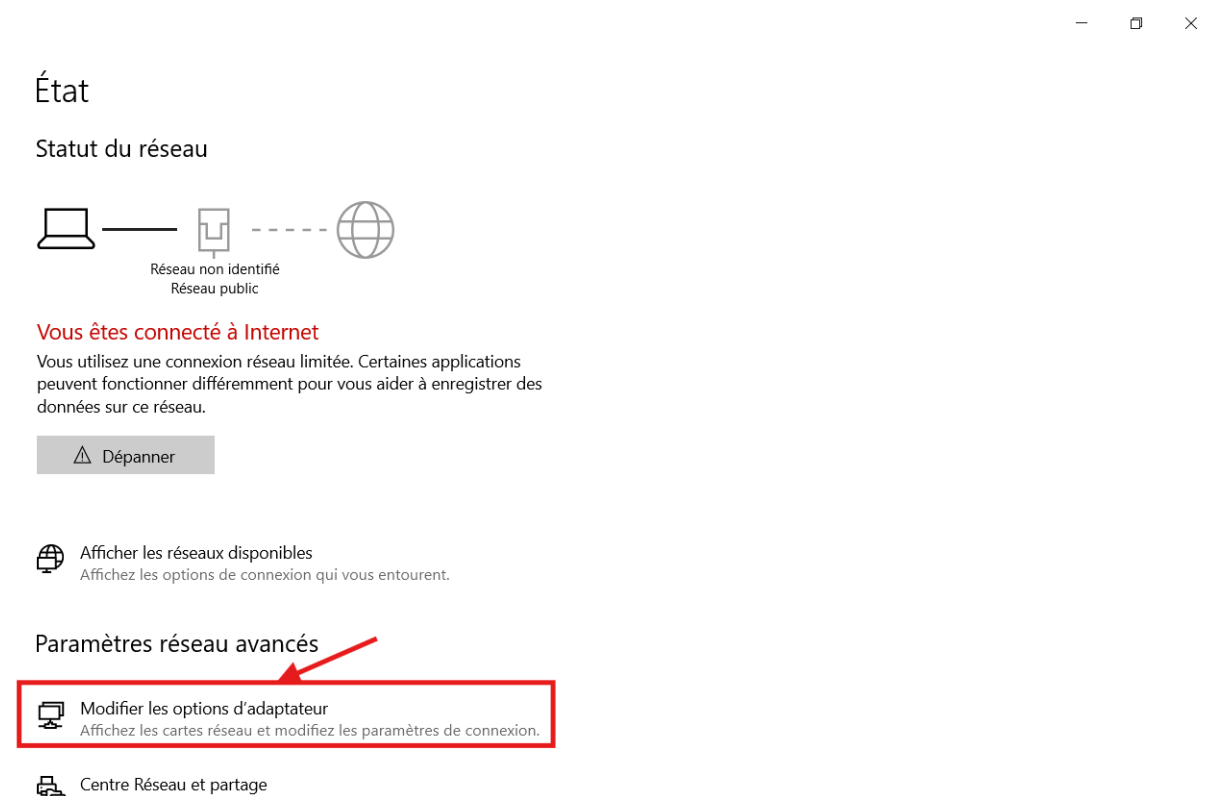 État
Statut du réseau
Réseau non identifié
Réseau public
Vous êtes connecté à Internet
Vous utilisez une connexion réseau limitée. Certaines applications
peuvent fonctionner différemment pour vous aider à enregistrer des
données sur ce réseau.
Dépanner
Afficher les réseaux disponibles
Affichez les options de connexion qui vous entourent.
Paramètres réseau avancés
Modifier les options d'adaptateur
Affichez les cartes réseau et modifiez les paramètres de connexion.
Centre Réseau et partage